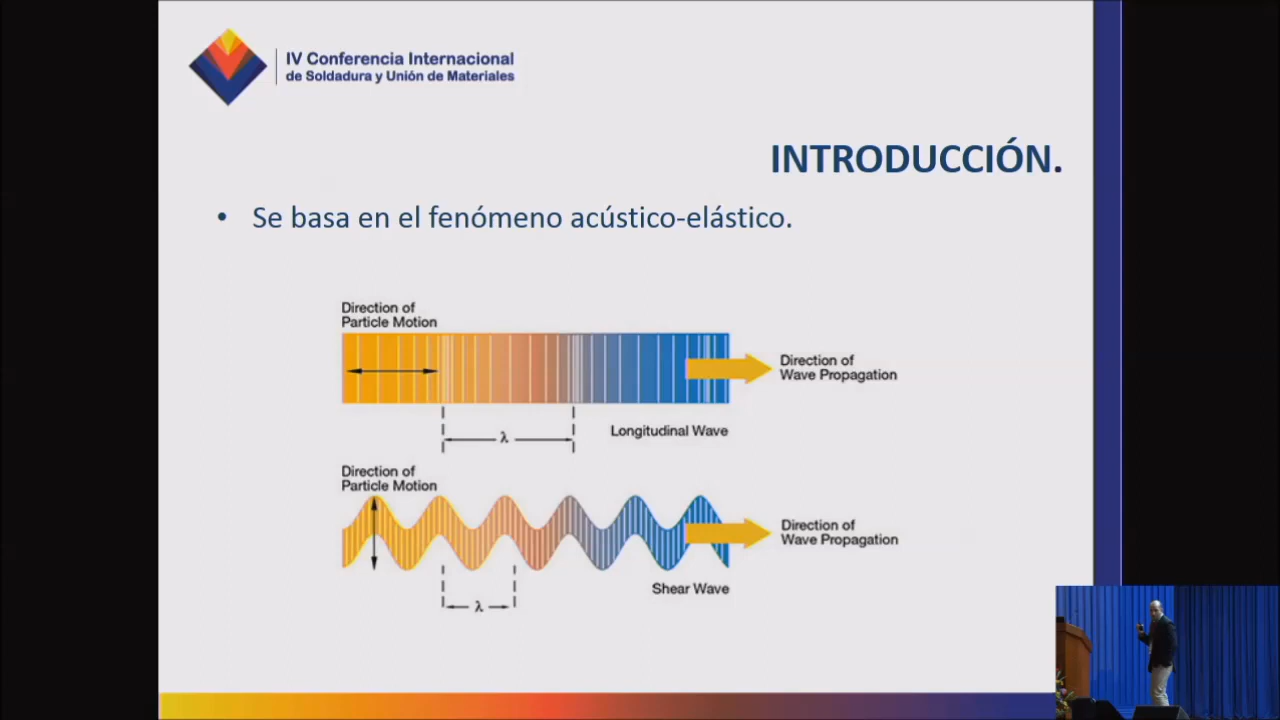 IV Conferencia Internacional
de Soldadura y Unión de Materiales
INTRODUCCIÓN.
• Se basa en el fenómeno acústico-elástico.
Direction of
Particle Motion
Direction of
Wave Propagation
λ
Longitudinal Wave
Direction of
Particle Motion
Direction of
Wave Propagation
Shear Wave
λ